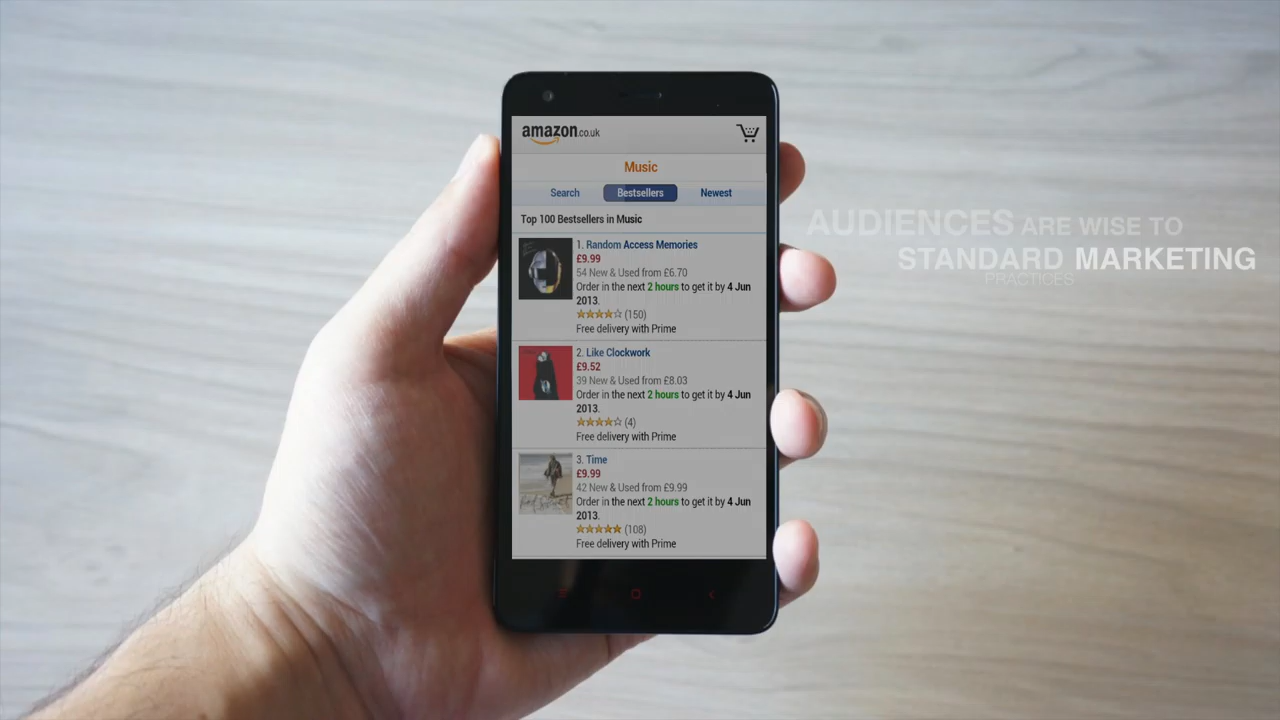 amazon.co.uk
Music
Search Bestsellers Newest
Top 100 Bestsellers in Music
1. Random Access Memories
£9.99
54 New & Used from £6.70
Order in the next 2 hours to get it by 4 Jun
2013.
(150)
Free delivery with Prime
2. Like Clockwork
£9.52
39 New & Used from £8.03
Order in the next 2 hours to get it by 4 Jun
2013.
(4)
Free delivery with Prime
3. Time
£9.99
42 New & Used from £9.99
Order in the next 2 hours to get it by 4 Jun
2013.
(108)
Free delivery with Prime
AUDIENCES ARE WISE TO
STANDARD MARKETING
PRACTICES